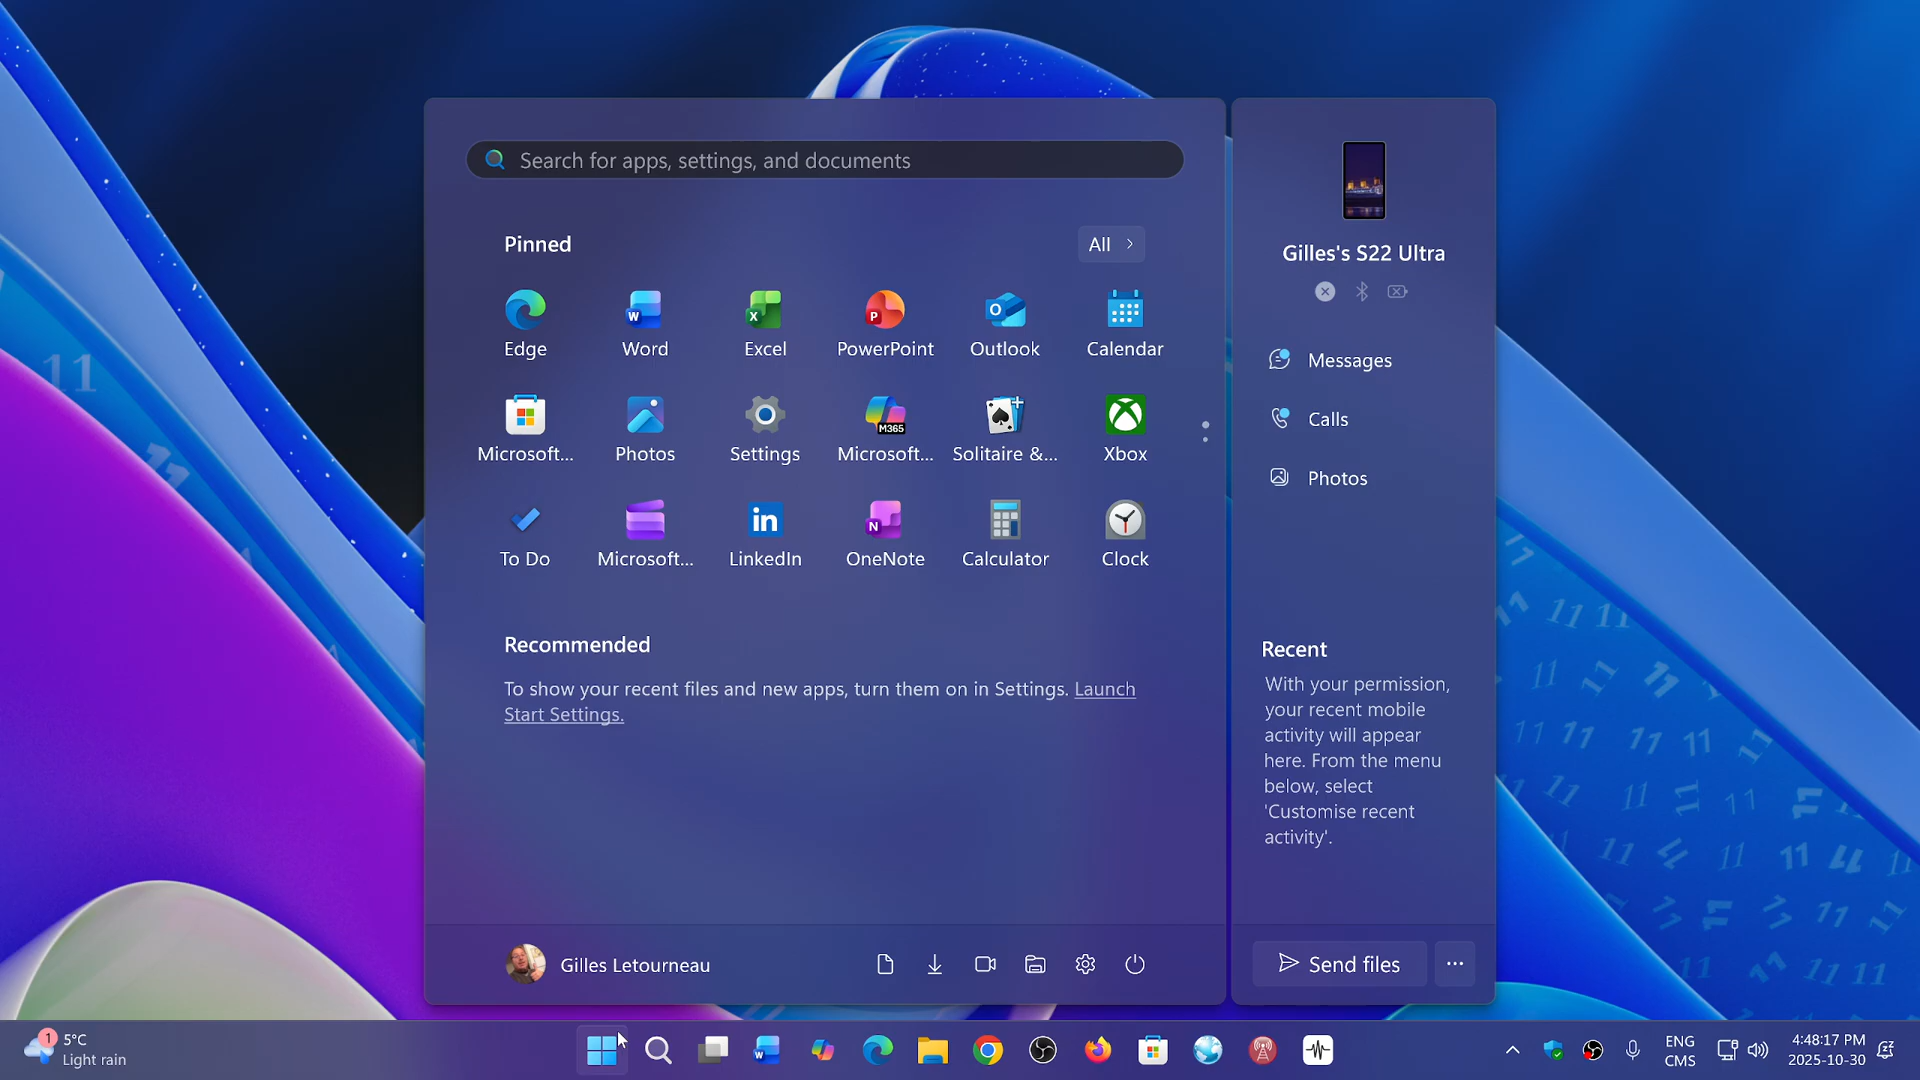 Search for apps, settings, and documents
Pinned
All
Edge
Word
Excel
PowerPoint
Outlook
Calendar
Microsoft...
Photos
Settings
Microsoft...
M365
Solitaire &...
Xbox
To Do
Microsoft...
LinkedIn
OneNote
Calculator
Clock
Recommended
To show your recent files and new apps, turn them on in Settings. Launch
Start Settings.
Gilles Letourneau
Gilles's S22 Ultra
Messages
Calls
Photos
Recent
With your permission,
your recent mobile
activity will appear
here. From the menu
below, select
'Customise recent
activity'.
Send files
1
5°C
Light rain
ENG
CMS
4:48:17 PM
2025-10-30